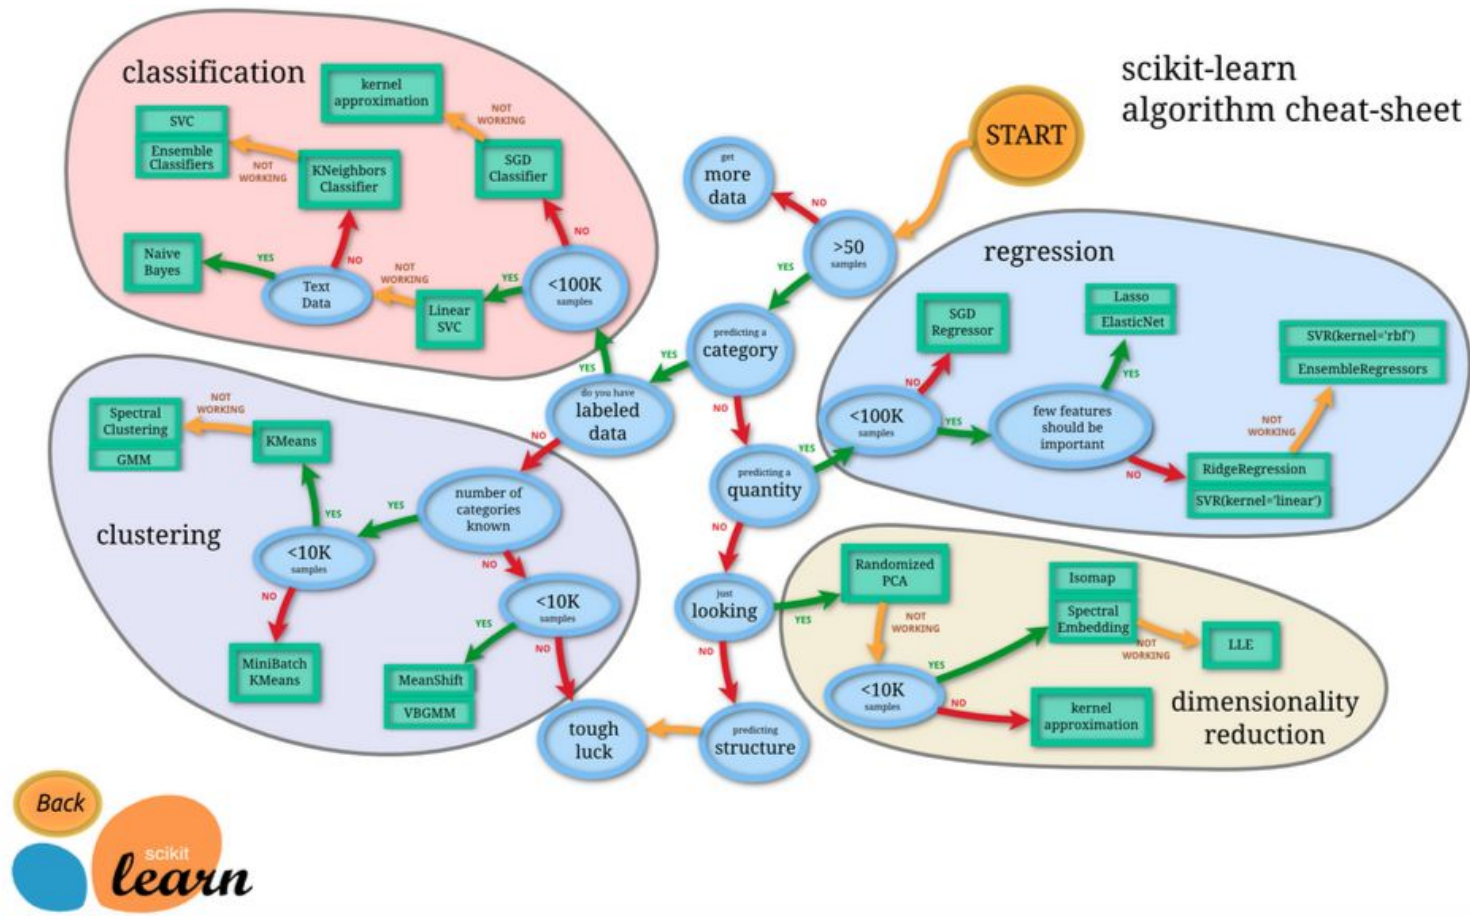 scikit-learn
algorithm cheat-sheet
START
classification
kernel
approximation
NOT
WORKING
SVC
Ensemble
Classifiers
NOT
WORKING
KNeighbors
Classifier
SGD
Classifier
NO
NO
Naive
Bayes
YES
Text
Data
NOT
WORKING
Linear
SVC
YES
<100K
samples
YES
get
more
data
NO
>50
samples
YES
predicting a
category
YES
NO
do you have
labeled
data
NO
predicting a
quantity
YES
NO
just
looking
YES
NO
predicting
structure
tough
luck
regression
SGD
Regressor
Lasso
ElasticNet
SVR(kernel='rbf')
EnsembleRegressors
NO
YES
<100K
samples
YES
few features
should be
important
NOT
WORKING
NO
RidgeRegression
SVR(kernel='linear')
clustering
Spectral
Clustering
GMM
NOT
WORKING
KMeans
YES
number of
categories
known
YES
NO
<10K
samples
NO
<10K
samples
YES
NO
MiniBatch
KMeans
MeanShift
VBGMM
dimensionality
reduction
Randomized
PCA
NOT
WORKING
Isomap
Spectral
Embedding
NOT
WORKING
LLE
YES
<10K
samples
NO
kernel
approximation
Back
scikit
learn